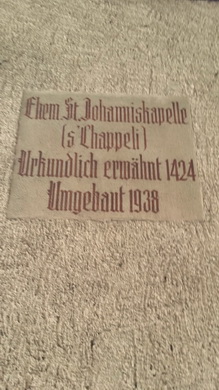 Ehem. St. Johanniskapelle
(s'Chappeli)
Urkundlich erwähnt 1424
Umgebaut 1938